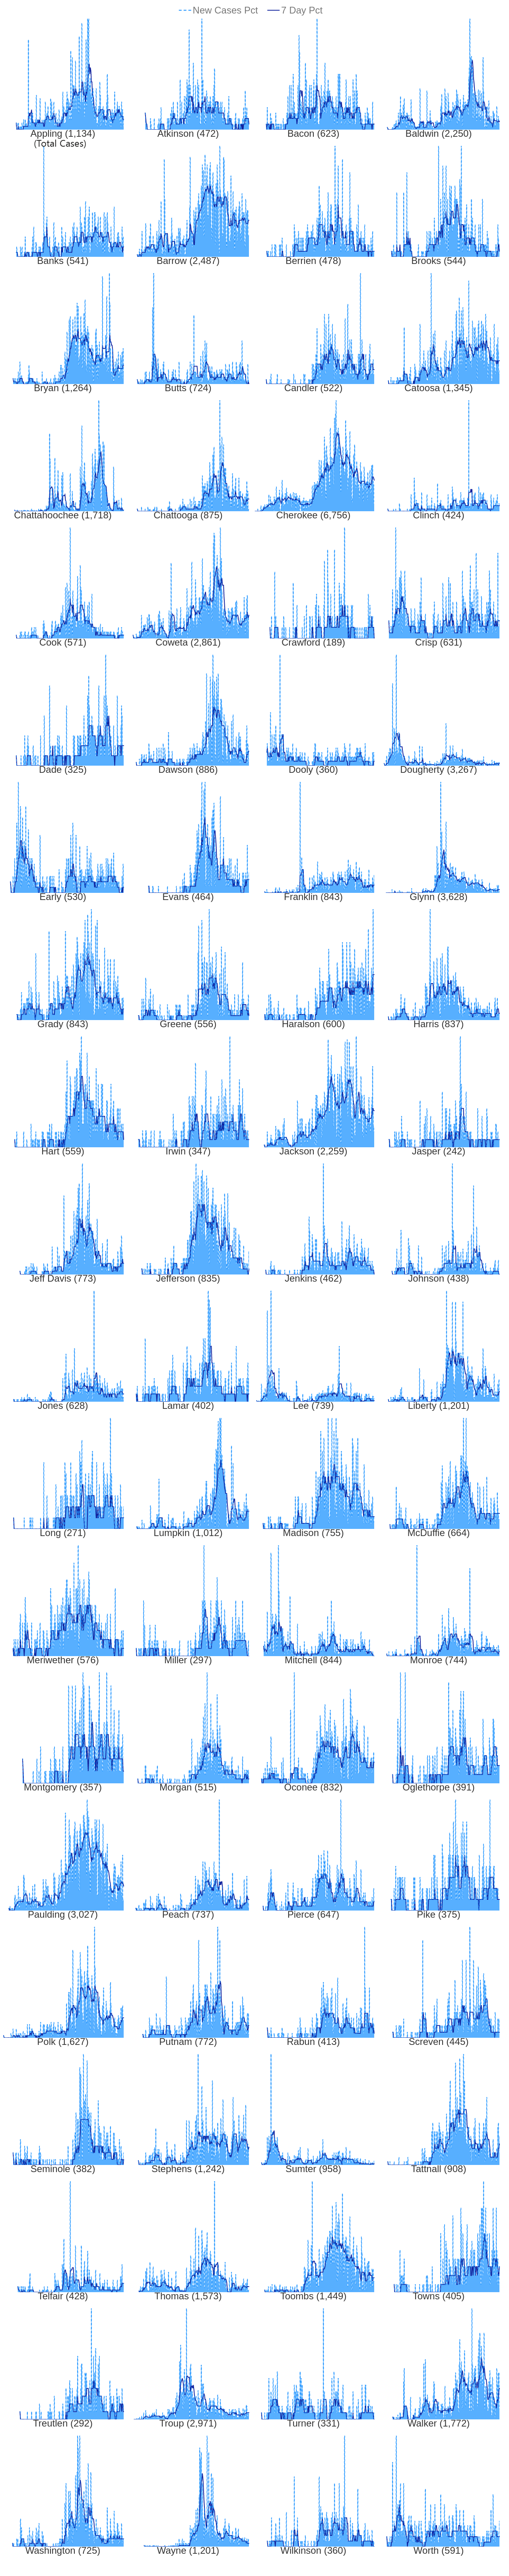 New Cases Pct 7 Day Pct
Appling (1,134) Atkinson (472) Bacon (623) Baldwin (2,250)
(Total Cases)
Banks (541) Barrow (2,487) Berrien (478) Brooks (544)
Bryan (1,264) Butts (724) Candler (522) Catoosa (1,345)
Chattahoochee (1,718) Chattooga (875) Cherokee (6,756) Clinch (424)
Cook (571) Coweta (2,861) Crawford (189) Crisp (631)
Dade (325) Dawson (886) Dooly (360) Dougherty (3,267)
Early (530) Evans (464) Franklin (843) Glynn (3,628)
Grady (843) Greene (556) Haralson (600) Harris (837)
Hart (559) Irwin (347) Jackson (2,259) Jasper (242)
Jeff Davis (773) Jefferson (835) Jenkins (462) Johnson (438)
Jones (628) Lamar (402) Lee (739) Liberty (1,201)
Long (271) Lumpkin (1,012) Madison (755) McDuffie (664)
Meriwether (576) Miller (297) Mitchell (844) Monroe (744)
Montgomery (357) Morgan (515) Oconee (832) Oglethorpe (391)
Paulding (3,027) Peach (737) Pierce (647) Pike (375)
Polk (1,627) Putnam (772) Rabun (413) Screven (445)
Seminole (382) Stephens (1,242) Sumter (958) Tattnall (908)
Telfair (428) Thomas (1,573) Toombs (1,449) Towns (405)
Treutlen (292) Troup (2,971) Turner (331) Walker (1,772)
Washington (725) Wayne (1,201) Wilkinson (360) Worth (591)